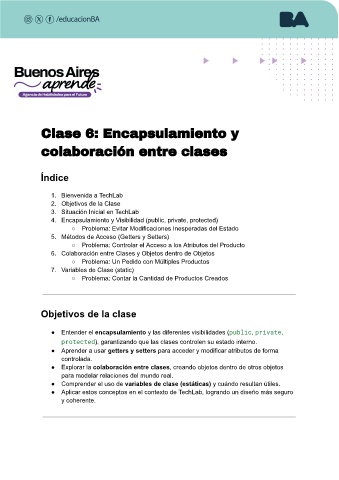 /educacionBA
BA
Buenos Aires
aprende
Agencia de Habilidades para el Futuro
Clase 6: Encapsulamiento y
colaboración entre clases
Índice
1. Bienvenida a TechLab
2. Objetivos de la Clase
3. Situación Inicial en TechLab
4. Encapsulamiento y Visibilidad (public, private, protected)
○ Problema: Evitar Modificaciones Inesperadas del Estado
5. Métodos de Acceso (Getters y Setters)
○ Problema: Controlar el Acceso a los Atributos del Producto
6. Colaboración entre Clases y Objetos dentro de Objetos
○ Problema: Un Pedido con Múltiples Productos
7. Variables de Clase (static)
○ Problema: Contar la Cantidad de Productos Creados
Objetivos de la clase
● Entender el encapsulamiento y las diferentes visibilidades (public, private,
protected), garantizando que las clases controlen su estado interno.
● Aprender a usar getters y setters para acceder y modificar atributos de forma
controlada.
● Explorar la colaboración entre clases, creando objetos dentro de otros objetos
para modelar relaciones del mundo real.
● Comprender el uso de variables de clase (estáticas) y cuándo resultan útiles.
● Aplicar estos conceptos en el contexto de TechLab, logrando un diseño más seguro
y coherente.